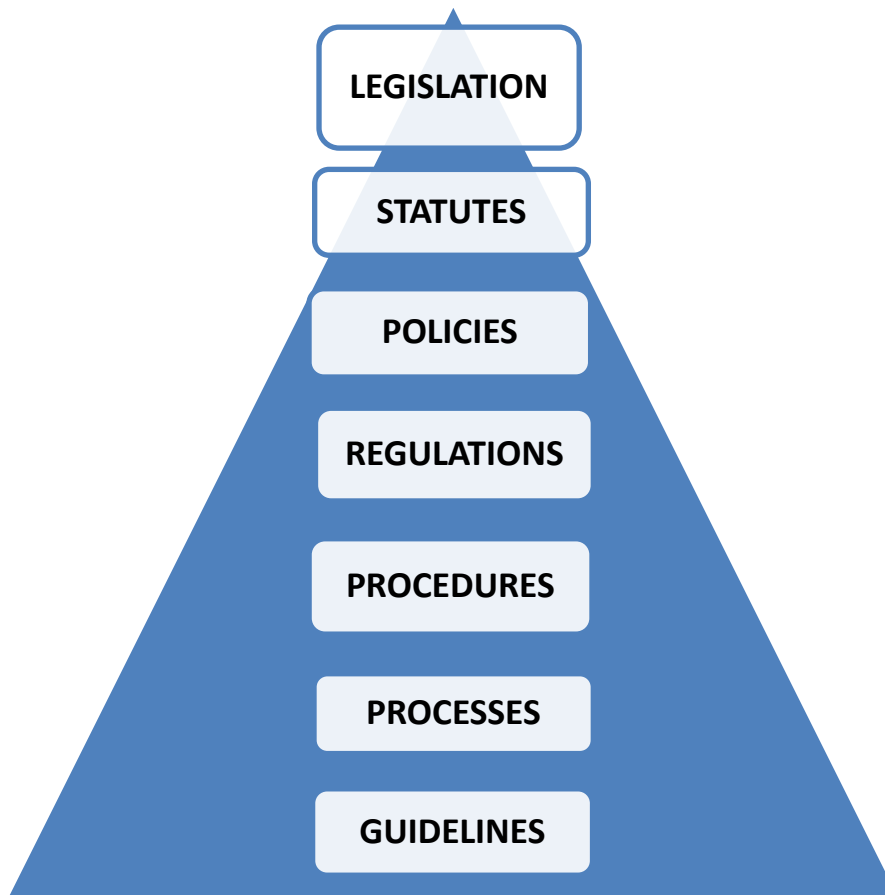 LEGISLATION
STATUTES
POLICIES
REGULATIONS
PROCEDURES
PROCESSES
GUIDELINES